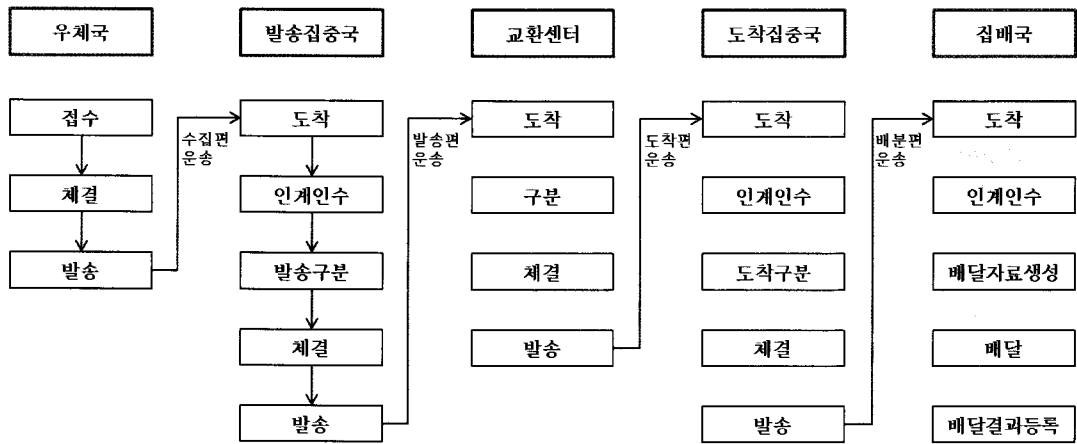 우체국
발송집중국
교환센터
도착집중국
집배국
접수
체결
발송
수집편
운송
도착
인계인수
발송구분
체결
발송
발송편
운송
도착
구분
체결
발송
도착편
운송
도착
인계인수
도착구분
체결
발송
배분편
운송
도착
인계인수
배달자료생성
배달
배달결과등록